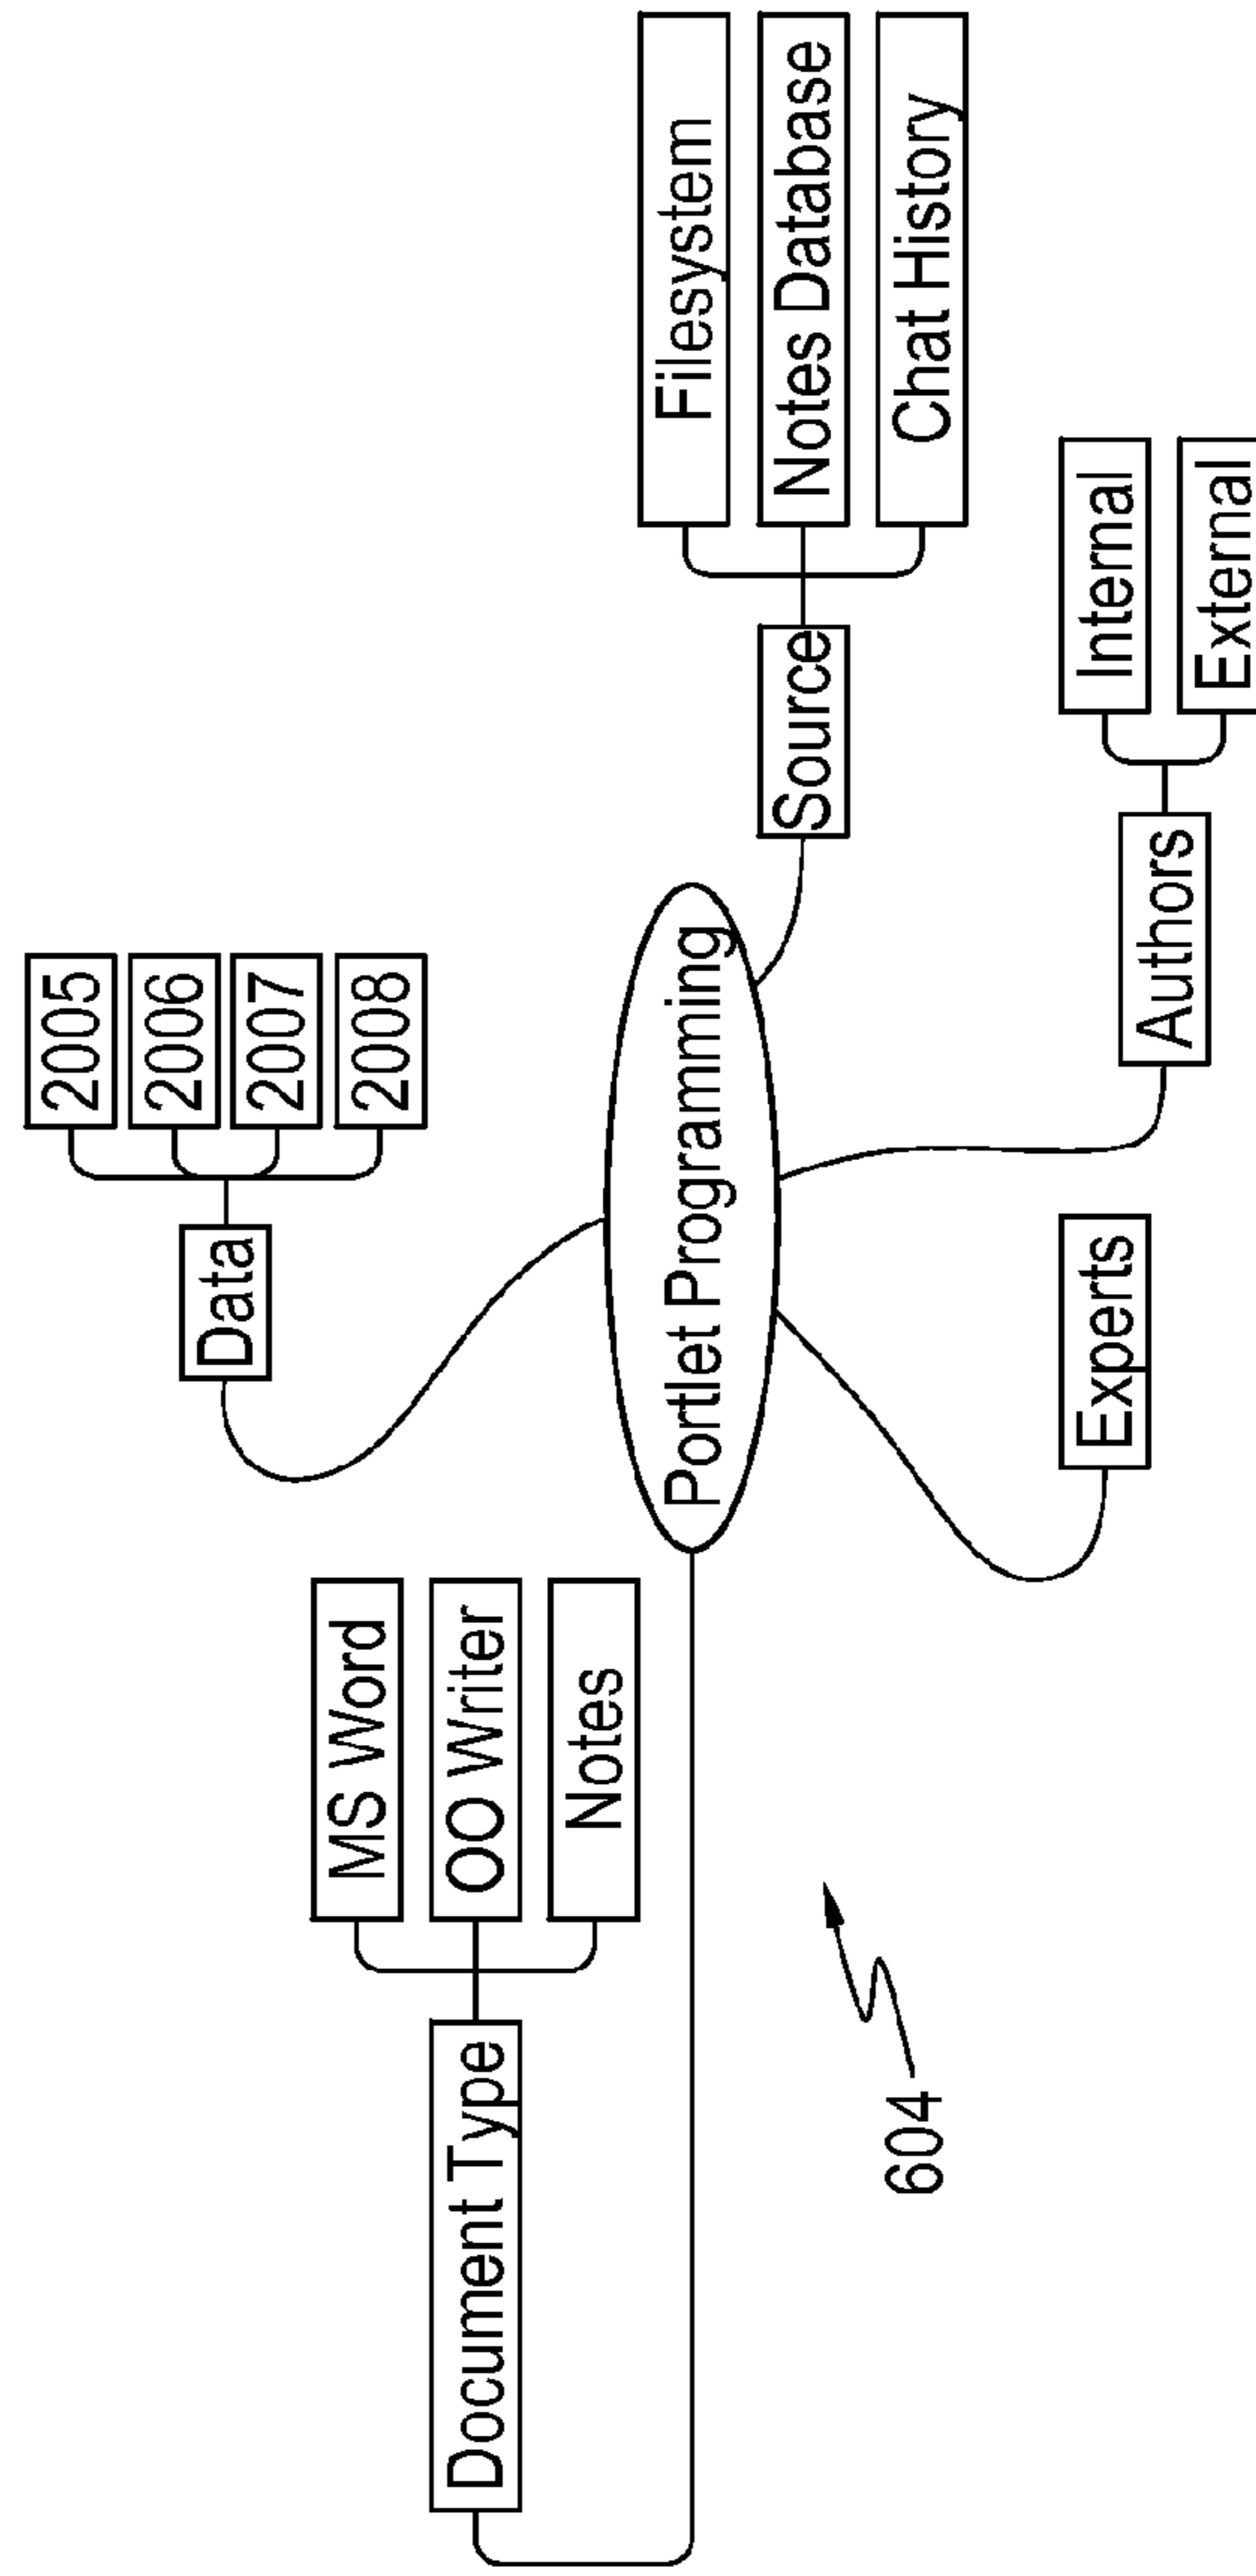 2005
2006
2007
2008
Data
MS Word
OO Writer
Notes
Document Type
Portlet Programming
Filesystem
Notes Database
Chat History
Source
Internal
External
Authors
Experts
604